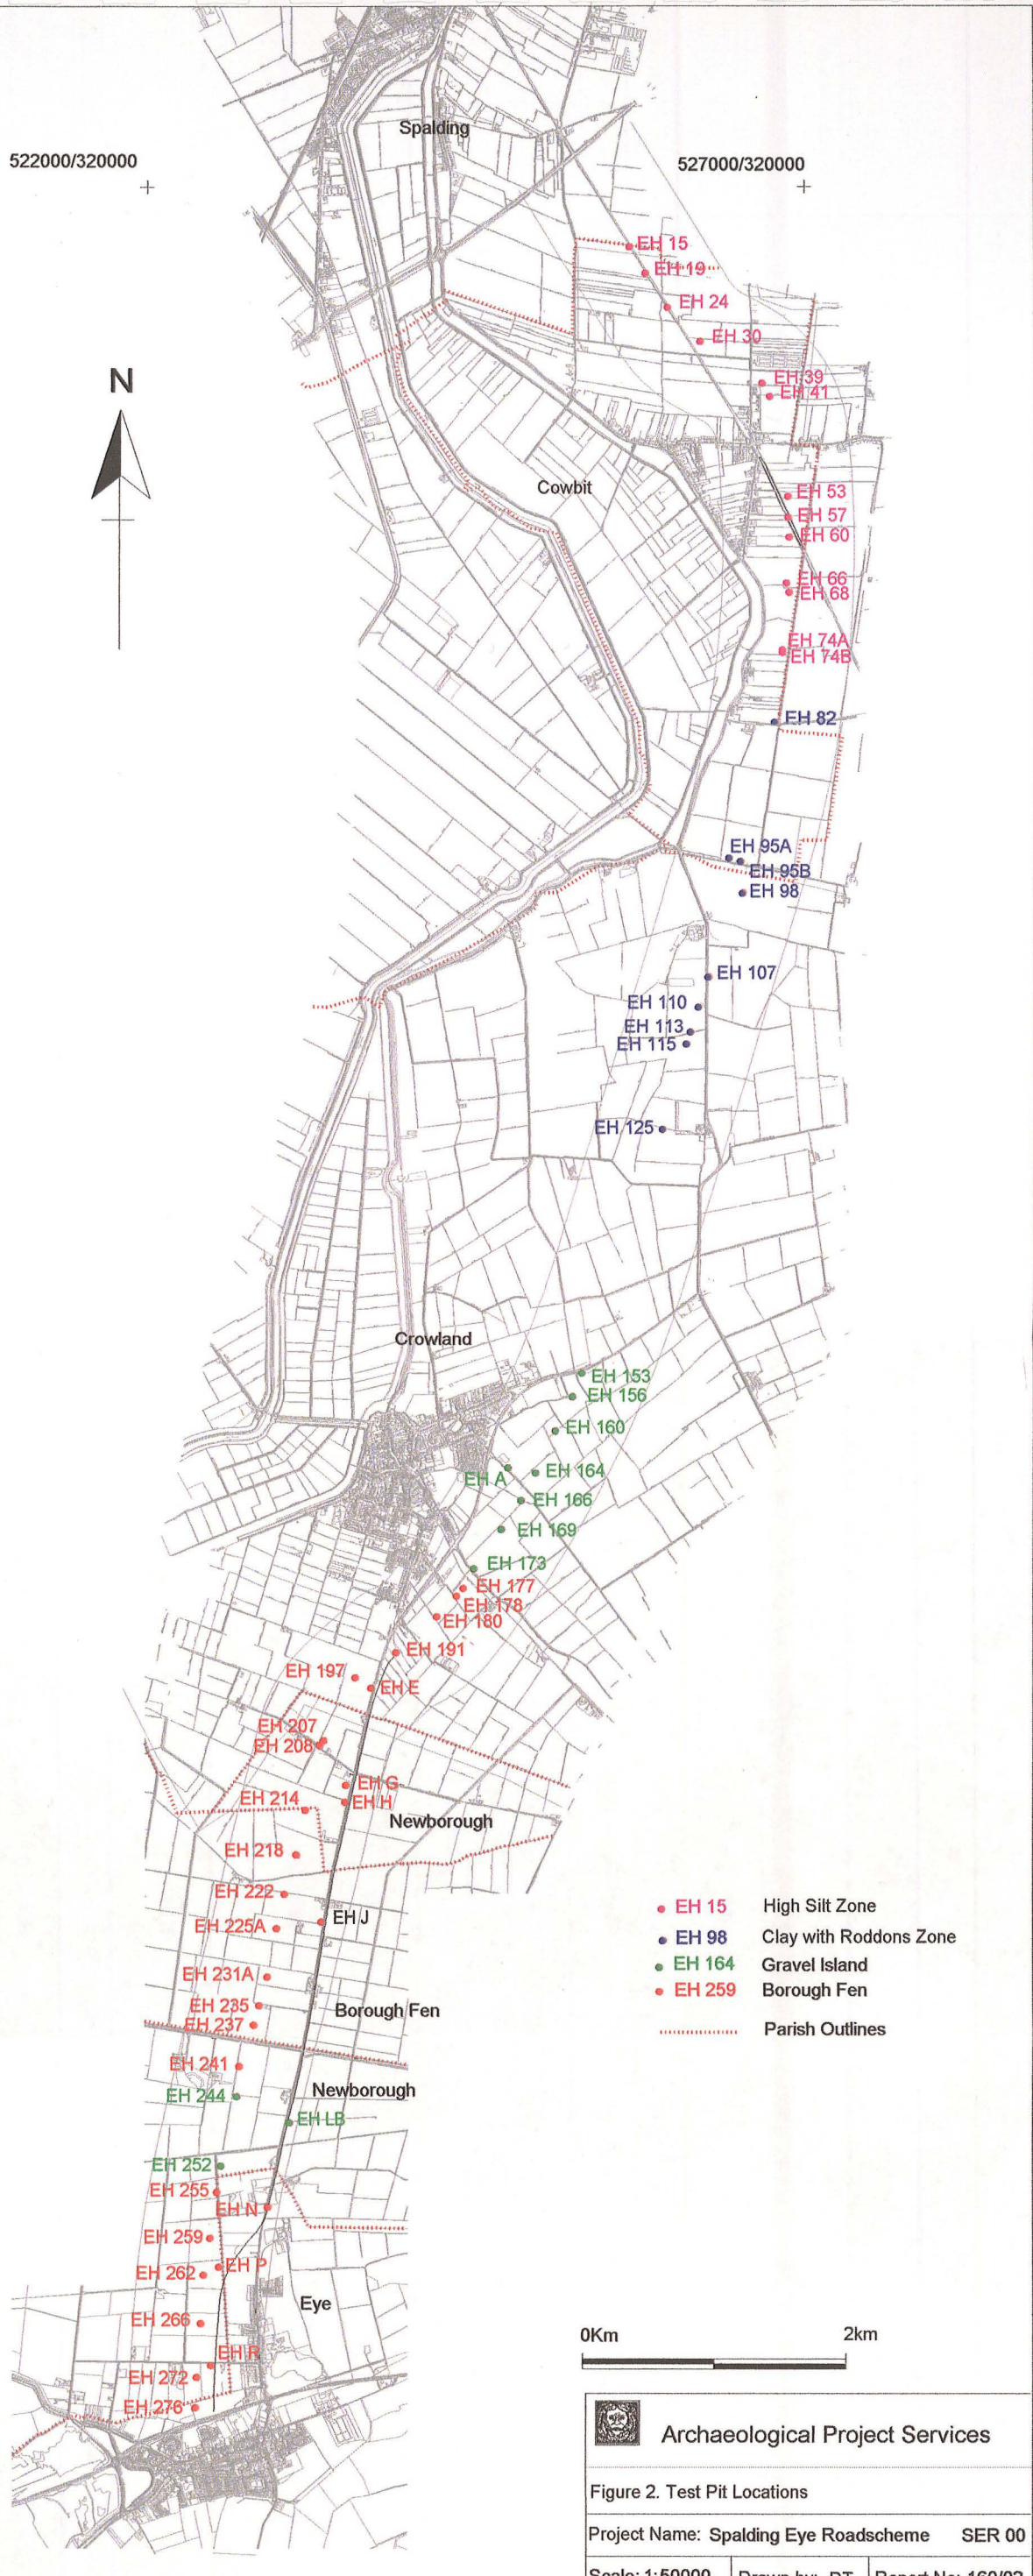 Spalding
522000/320000
527000/320000
EH 15
EH 19
EH 24
EH 30
N
EH 39
EH 41
Cowbit
EH 53
EH 57
EH 60
EH 66
EH 68
EH 74A
EH 74B
EH 82
EH 95A
EH 95B
EH 98
EH 107
EH 110
EH 113
EH 115
EH 125
Crowland
EH 153
EH 156
EH 160
EH A
EH 164
EH 166
EH 169
EH 173
EH 177
EH 178
EH 180
EH 191
EH 197
EH E
EH 207
EH 208
EH G
EH 214
EH H
Newborough
EH 218
EH 222
EH 225A
EH J
EH 231A
EH 235
Borough Fen
EH 237
EH 241
EH 244
Newborough
EH LB
EH 252
EH 255
EH N
EH 259
EH P
EH 262
Eye
EH 266
EH R
EH 272
EH 276
EH 15 High Silt Zone
EH 98 Clay with Roddons Zone
EH 164 Gravel Island
EH 259 Borough Fen
Parish Outlines
0Km 2km
Archaeological Project Services
Figure 2. Test Pit Locations
Project Name: Spalding Eye Roadscheme SER 00
Scale: 1:50000 Drawn by: Report No: 160/02